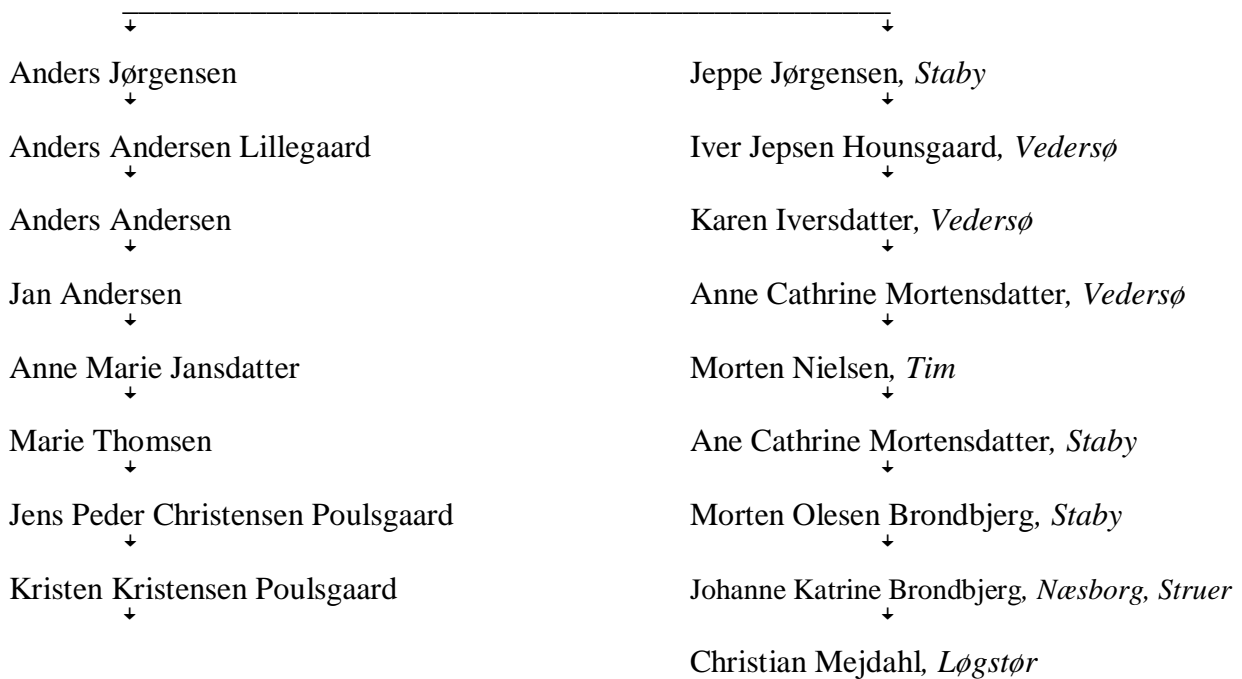 Anders Jørgensen
Jeppe Jørgensen, Staby
Anders Andersen Lillegaard
Iver Jepsen Hounsgaard, Vedersø
Anders Andersen
Karen Iversdatter, Vedersø
Jan Andersen
Anne Cathrine Mortensdatter, Vedersø
Anne Marie Jansdatter
Morten Nielsen, Tim
Marie Thomsen
Ane Cathrine Mortensdatter, Staby
Jens Peder Christensen Poulsgaard
Morten Olesen Brondbjerg, Staby
Kristen Kristensen Poulsgaard
Johanne Katrine Brondbjerg, Næsborg, Struer
Christian Mejdahl, Løgstør